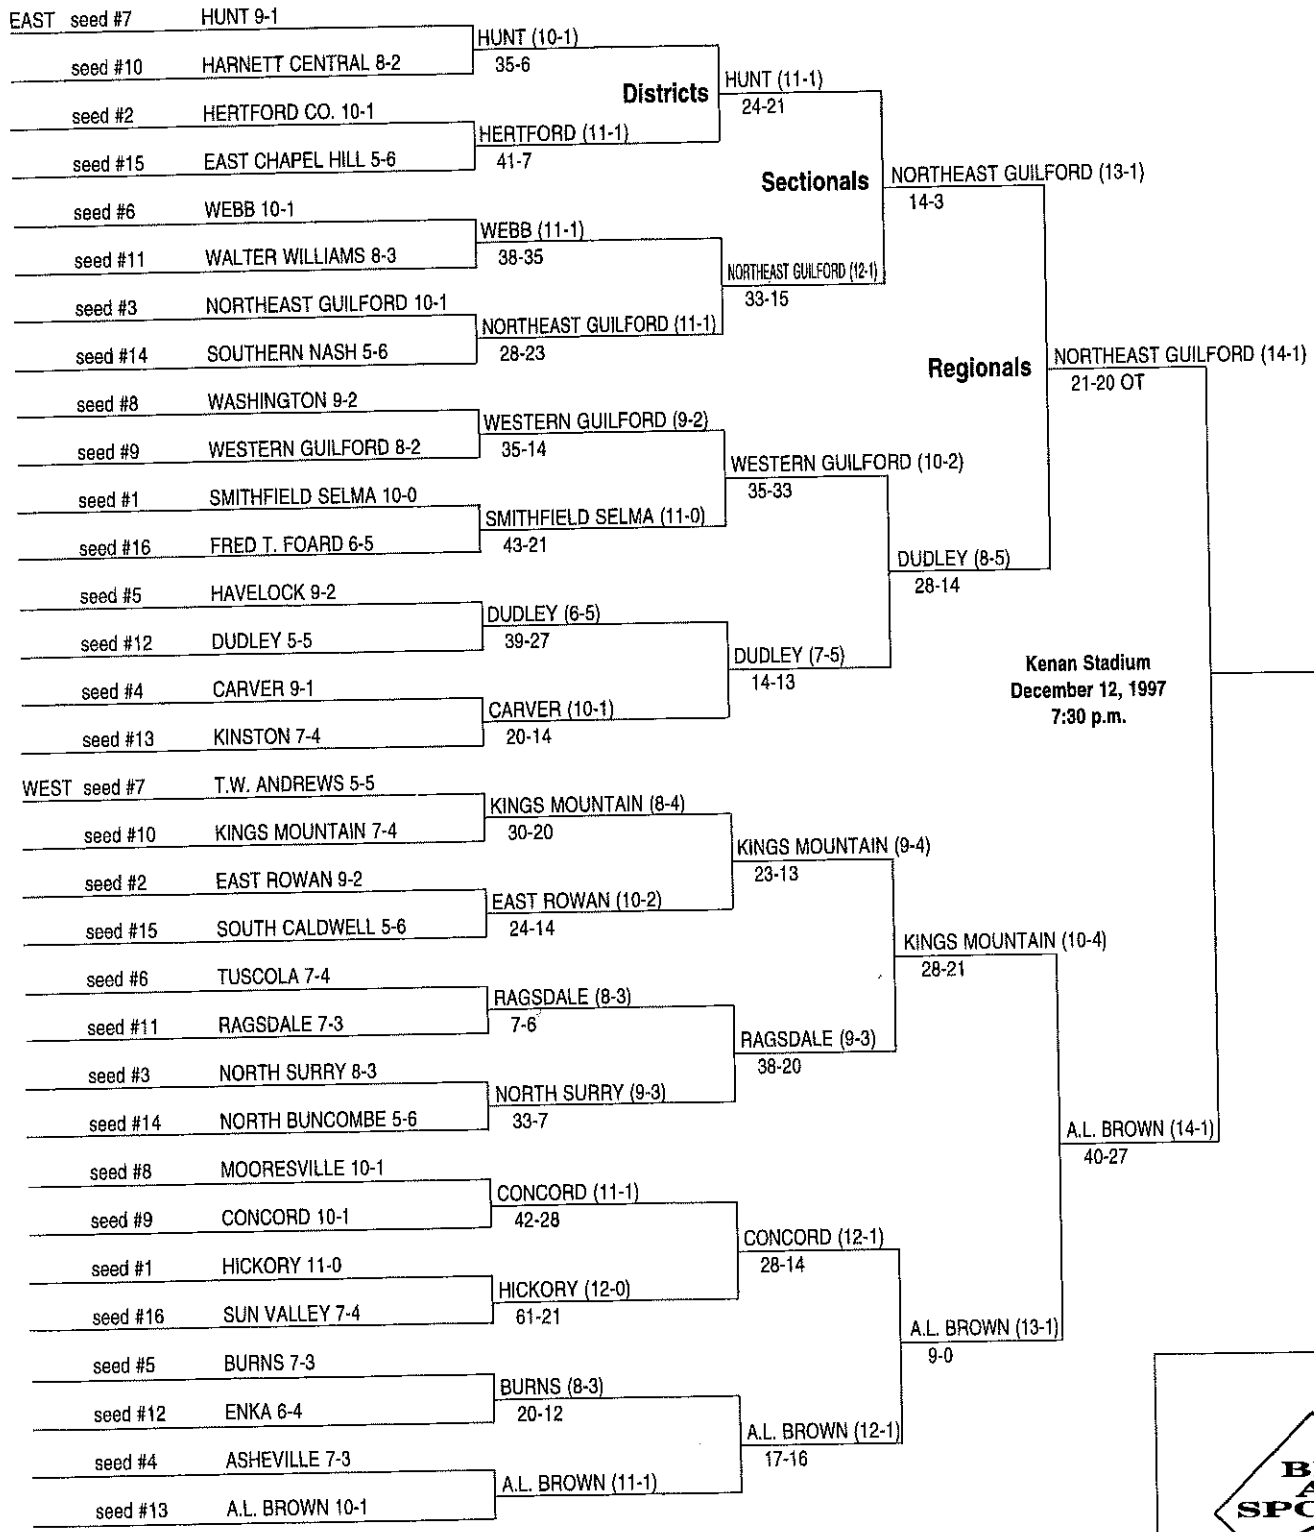 EAST seed #7 HUNT 9-1
HUNT (10-1)
35-6
seed #10 HARNETT CENTRAL 8-2
Districts
HUNT (11-1)
24-21
seed #2 HERTFORD CO. 10-1
HERTFORD (11-1)
41-7
seed #15 EAST CHAPEL HILL 5-6
Sectionals
NORTHEAST GUILFORD (13-1)
14-3
seed #6 WEBB 10-1
WEBB (11-1)
38-35
seed #11 WALTER WILLIAMS 8-3
NORTHEAST GUILFORD (12-1)
33-15
seed #3 NORTHEAST GUILFORD 10-1
NORTHEAST GUILFORD (11-1)
28-23
seed #14 SOUTHERN NASH 5-6
Regionals
NORTHEAST GUILFORD (14-1)
21-20 OT
seed #8 WASHINGTON 9-2
WESTERN GUILFORD (9-2)
35-14
seed #9 WESTERN GUILFORD 8-2
WESTERN GUILFORD (10-2)
35-33
seed #1 SMITHFIELD SELMA 10-0
SMITHFIELD SELMA (11-0)
43-21
seed #16 FRED T. FOARD 6-5
DUDLEY (8-5)
28-14
seed #5 HAVELOCK 9-2
DUDLEY (6-5)
39-27
seed #12 DUDLEY 5-5
DUDLEY (7-5)
14-13
seed #4 CARVER 9-1
CARVER (10-1)
20-14
seed #13 KINSTON 7-4
Kenan Stadium
December 12, 1997
7:30 p.m.
WEST seed #7 T.W. ANDREWS 5-5
KINGS MOUNTAIN (8-4)
30-20
seed #10 KINGS MOUNTAIN 7-4
KINGS MOUNTAIN (9-4)
23-13
seed #2 EAST ROWAN 9-2
EAST ROWAN (10-2)
24-14
seed #15 SOUTH CALDWELL 5-6
KINGS MOUNTAIN (10-4)
28-21
seed #6 TUSCOLA 7-4
RAGSDALE (8-3)
7-6
seed #11 RAGSDALE 7-3
RAGSDALE (9-3)
38-20
seed #3 NORTH SURRY 8-3
NORTH SURRY (9-3)
33-7
seed #14 NORTH BUNCOMBE 5-6
A.L. BROWN (14-1)
40-27
seed #8 MOORESVILLE 10-1
CONCORD (11-1)
42-28
seed #9 CONCORD 10-1
CONCORD (12-1)
28-14
seed #1 HICKORY 11-0
HICKORY (12-0)
61-21
seed #16 SUN VALLEY 7-4
A.L. BROWN (13-1)
9-0
seed #5 BURNS 7-3
BURNS (8-3)
20-12
seed #12 ENKA 6-4
A.L. BROWN (12-1)
17-16
seed #4 ASHEVILLE 7-3
A.L. BROWN (11-1)
seed #13 A.L. BROWN 10-1